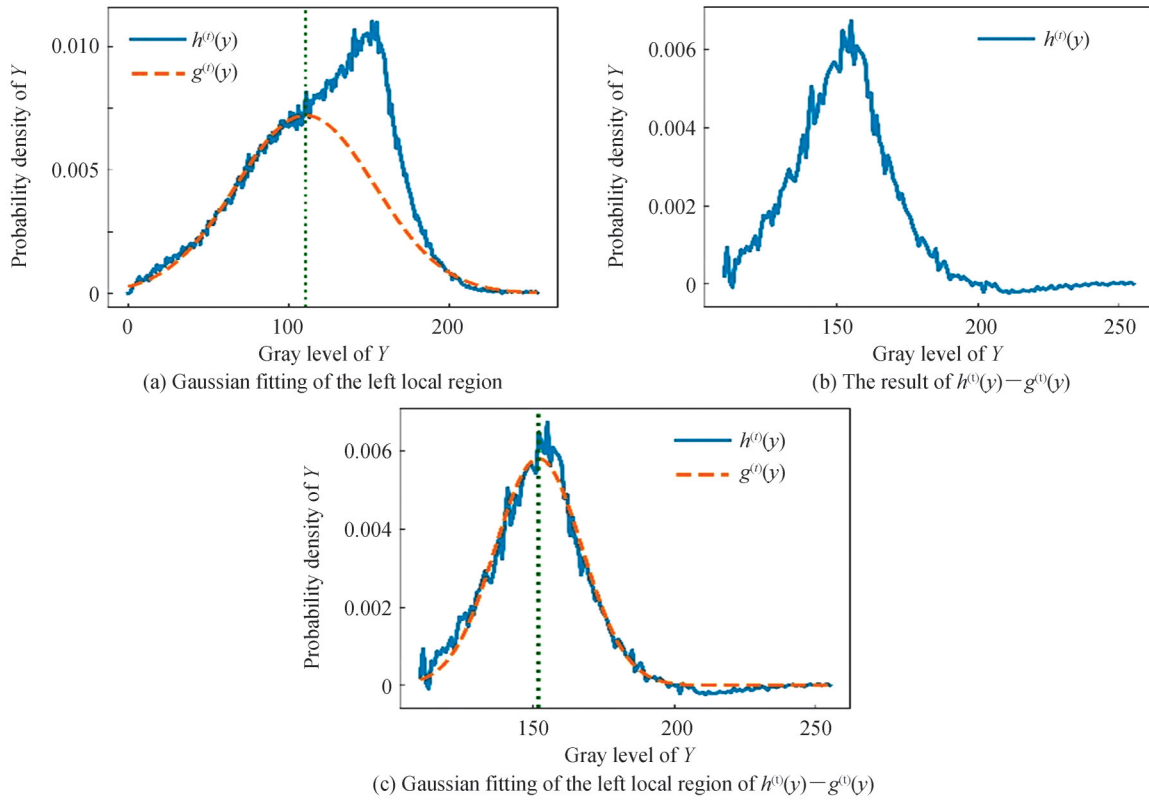 0.010
0.005
0
h⁽ᵗ⁾(y)
g⁽ᵗ⁾(y)
Probability density of Y
0 100 200
Gray level of Y
(a) Gaussian fitting of the left local region
0.006
0.004
0.002
0
h⁽ᵗ⁾(y)
Probability density of Y
150 200 250
Gray level of Y
(b) The result of h⁽ᵗ⁾(y)−g⁽ᵗ⁾(y)
0.006
0.004
0.002
0
h⁽ᵗ⁾(y)
g⁽ᵗ⁾(y)
Probability density of Y
150 200 250
Gray level of Y
(c) Gaussian fitting of the left local region of h⁽ᵗ⁾(y)−g⁽ᵗ⁾(y)